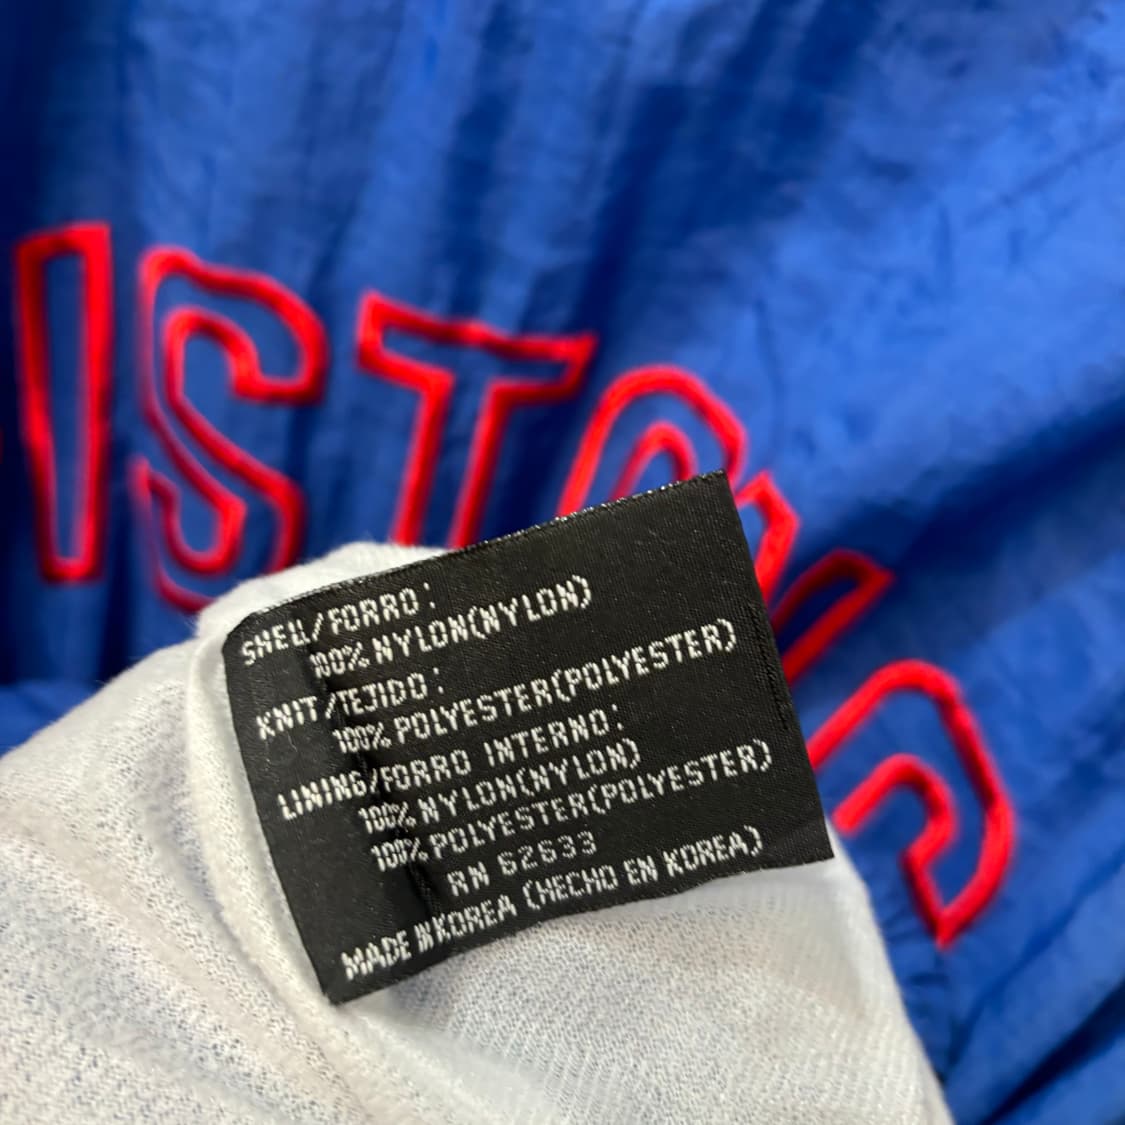 ISTO
SHELL/FORRO:
100% NYLON(NYLON)
KNIT/TEJIDO:
100% POLYESTER(POLYESTER)
LINING/FORRO INTERNO:
100% NYLON(NYLON)
100% POLYESTER(POLYESTER)
RN 62633
MADE IN KOREA (HECHO EN KOREA)